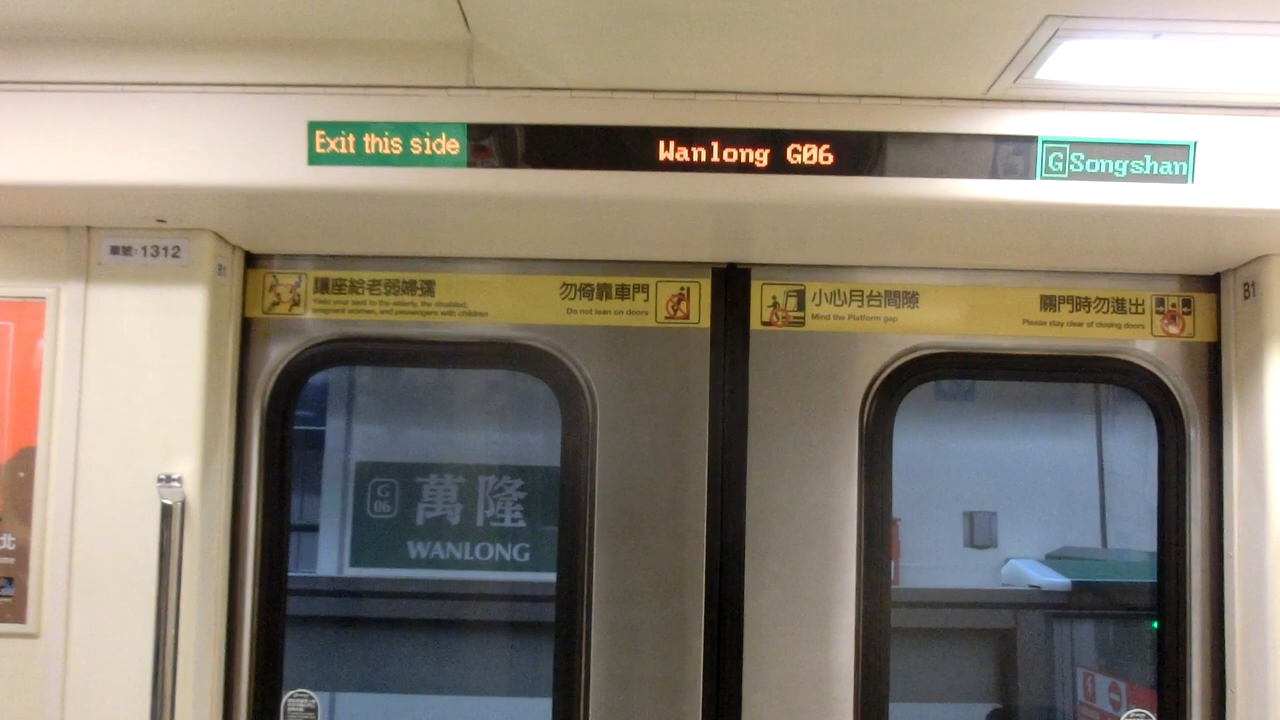 Exit this side
Wanlong G06
G Songshan
車號:1312
B1
讓座給老弱婦孺
Yield your seat to the elderly, the disabled,
pregnant women, and passengers with children
勿倚靠車門
Do not lean on doors
小心月台間隙
Mind the Platform gap
關門時勿進出
Please stay clear of closing doors
B1
G
06
萬隆
WANLONG
北